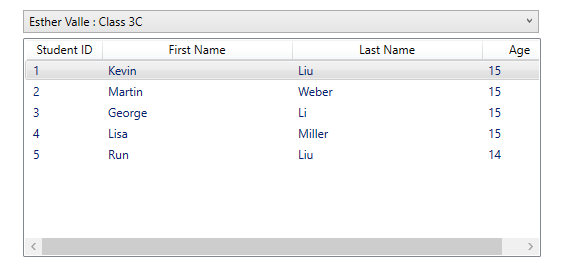 Esther Valle : Class 3C
Student ID First Name Last Name Age
1 Kevin Liu 15
2 Martin Weber 15
3 George Li 15
4 Lisa Miller 15
5 Run Liu 14